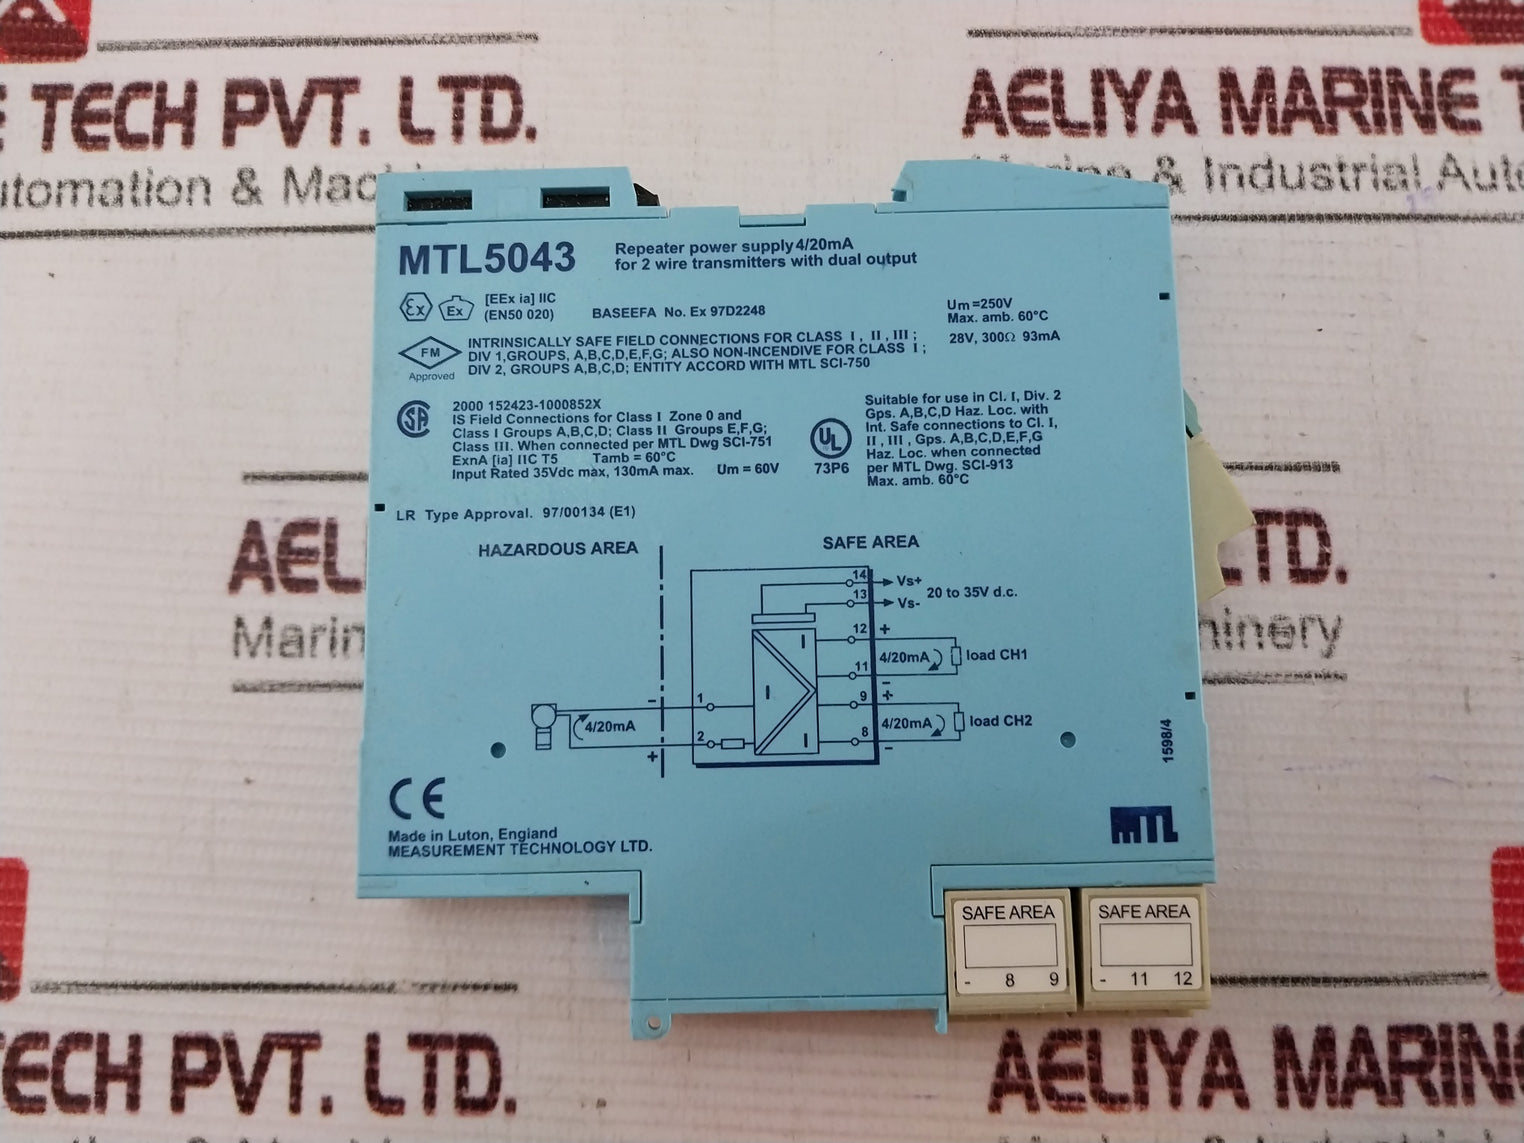 E TECH PVT. LTD.
AELIYA MARINE T
utomation & Mac
& Industrial Auto
MTL5043
Repeater power supply 4/20mA
for 2 wire transmitters with dual output
Ex
Ex
[EEx ia] IIC
(EN50 020)
BASEEFA No. Ex 97D2248
Um =250V
Max. amb. 60°C
28V, 300Ω 93mA
FM
Approved
INTRINSICALLY SAFE FIELD CONNECTIONS FOR CLASS I, II, III;
DIV 1,GROUPS, A,B,C,D,E,F,G; ALSO NON-INCENDIVE FOR CLASS I;
DIV 2, GROUPS A,B,C,D; ENTITY ACCORD WITH MTL SCI-750
SA
2000 152423-1000852X
IS Field Connections for Class I Zone 0 and
Class I Groups A,B,C,D; Class II Groups E,F,G;
Class III. When connected per MTL Dwg SCI-751
ExnA [ia] IIC T5 Tamb = 60°C
Input Rated 35Vdc max, 130mA max. Um = 60V
UL
73P6
Suitable for use in Cl. I, Div. 2
Gps. A,B,C,D Haz. Loc. with
Int. Safe connections to Cl. I,
II, III, Gps. A,B,C,D,E,F,G
Haz. Loc. when connected
per MTL Dwg. SCI-913
Max. amb. 60°C
LR Type Approval. 97/00134 (E1)
HAZARDOUS AREA
SAFE AREA
14
Vs+
13
Vs-
20 to 35V d.c.
12
+
4/20mA
load CH1
11
-
I
I
I
9
+
4/20mA
load CH2
8
-
-
1
4/20mA
2
+
1598/4
CE
Made in Luton, England
MEASUREMENT TECHNOLOGY LTD.
MTL
AEL
LTD.
Marin
hinery
SAFE AREA
- 8 9
SAFE AREA
- 11 12
ECH PVT. LTD.
AELIYA MARIN